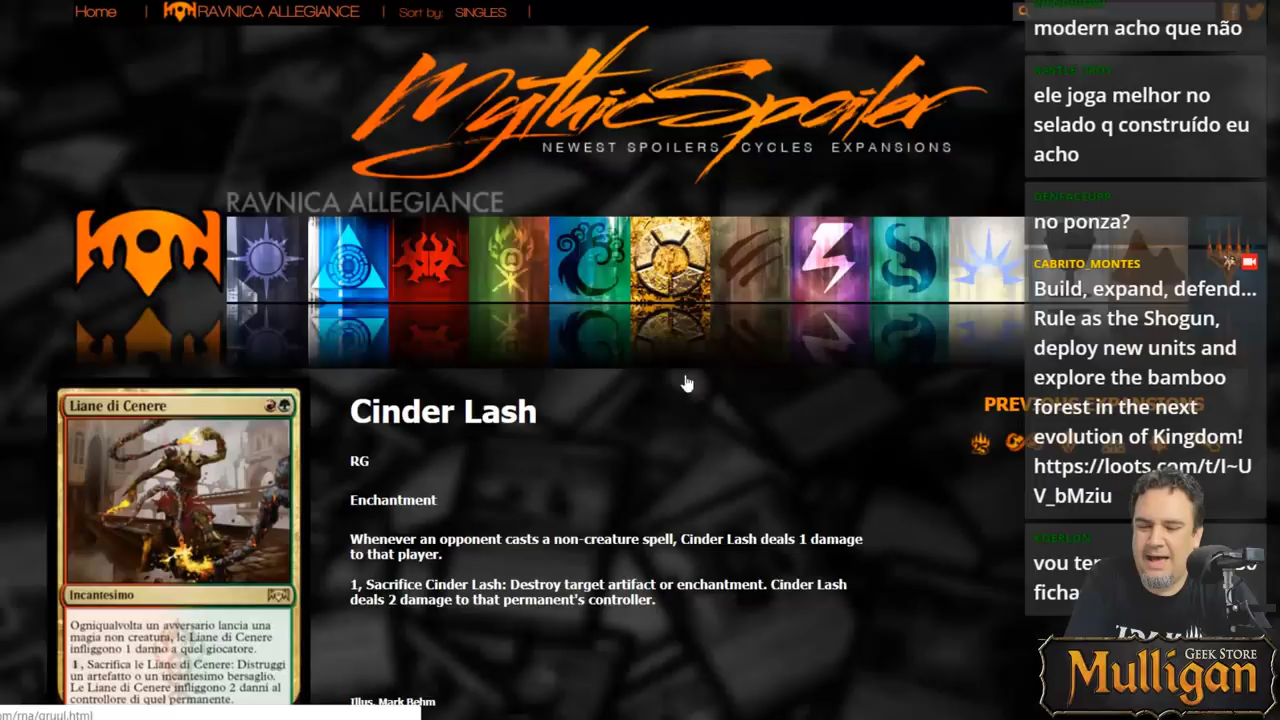 Home
RAVNICA ALLEGIANCE
Sort by:
SINGLES
MythicSpoiler
NEWEST SPOILERS CYCLES EXPANSIONS
RAVNICA ALLEGIANCE
Liane di Cenere
Incantesimo
Ogniqualvolta un avversario lancia una
magia non creatura, le Liane di Cenere
infliggono 1 danno a quel giocatore.
1, Sacrifica le Liane di Cenere: Distruggi
un artefatto o un incantesimo bersaglio.
Le Liane di Cenere infliggono 2 danni al
controllore di quel permanente.
Cinder Lash
RG
Enchantment
Whenever an opponent casts a non-creature spell, Cinder Lash deals 1 damage
to that player.
1, Sacrifice Cinder Lash: Destroy target artifact or enchantment. Cinder Lash
deals 2 damage to that permanent's controller.
Illus. Mark Behm
om/rna/gruul.html
modern acho que não
ele joga melhor no
selado q construído eu
acho
DENFACEUPP
no ponza?
CABRITO_MONTES
Build, expand, defend...
Rule as the Shogun,
deploy new units and
explore the bamboo
forest in the next
evolution of Kingdom!
https://loots.com/t/I~U
V_bMziu
vou te
ficha
GEEK STORE
Mulligan